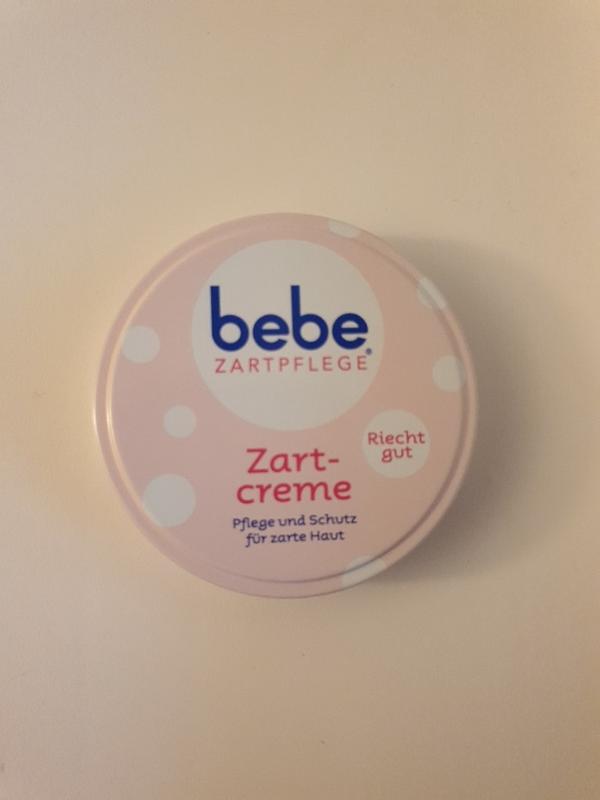 bebe®
ZARTPFLEGE
Riecht
gut
Zart-
creme
Pflege und Schutz
für zarte Haut